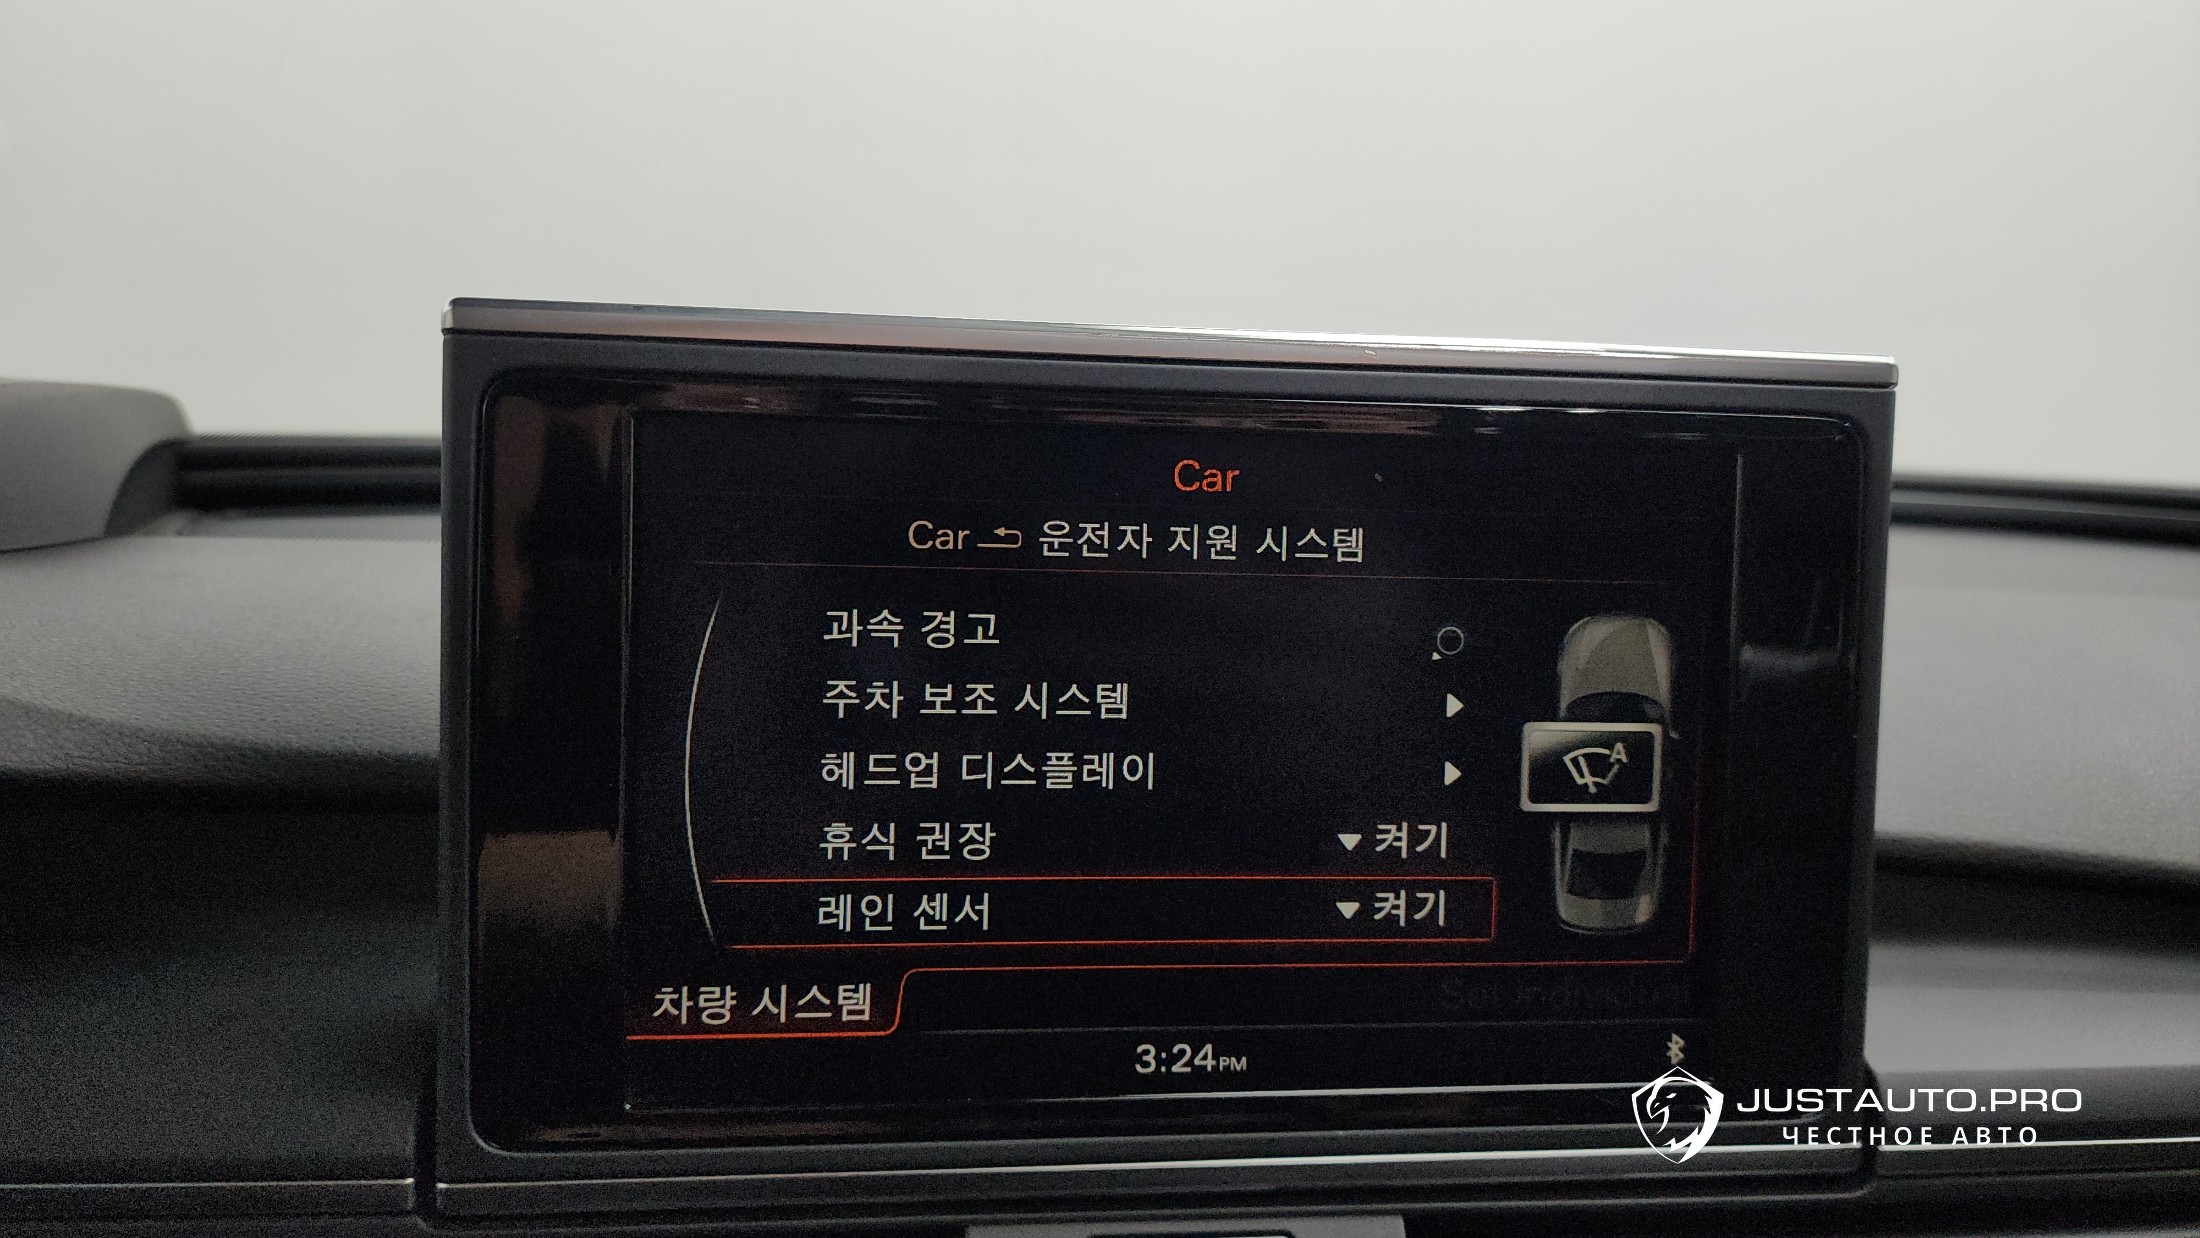 Car
Car 운전자 지원 시스템
과속 경고
주차 보조 시스템
헤드업 디스플레이
휴식 권장 켜기
레인 센서 켜기
A
차량 시스템
3:24PM
JUSTAUTO.PRO
ЧЕСТНОЕ АВТО